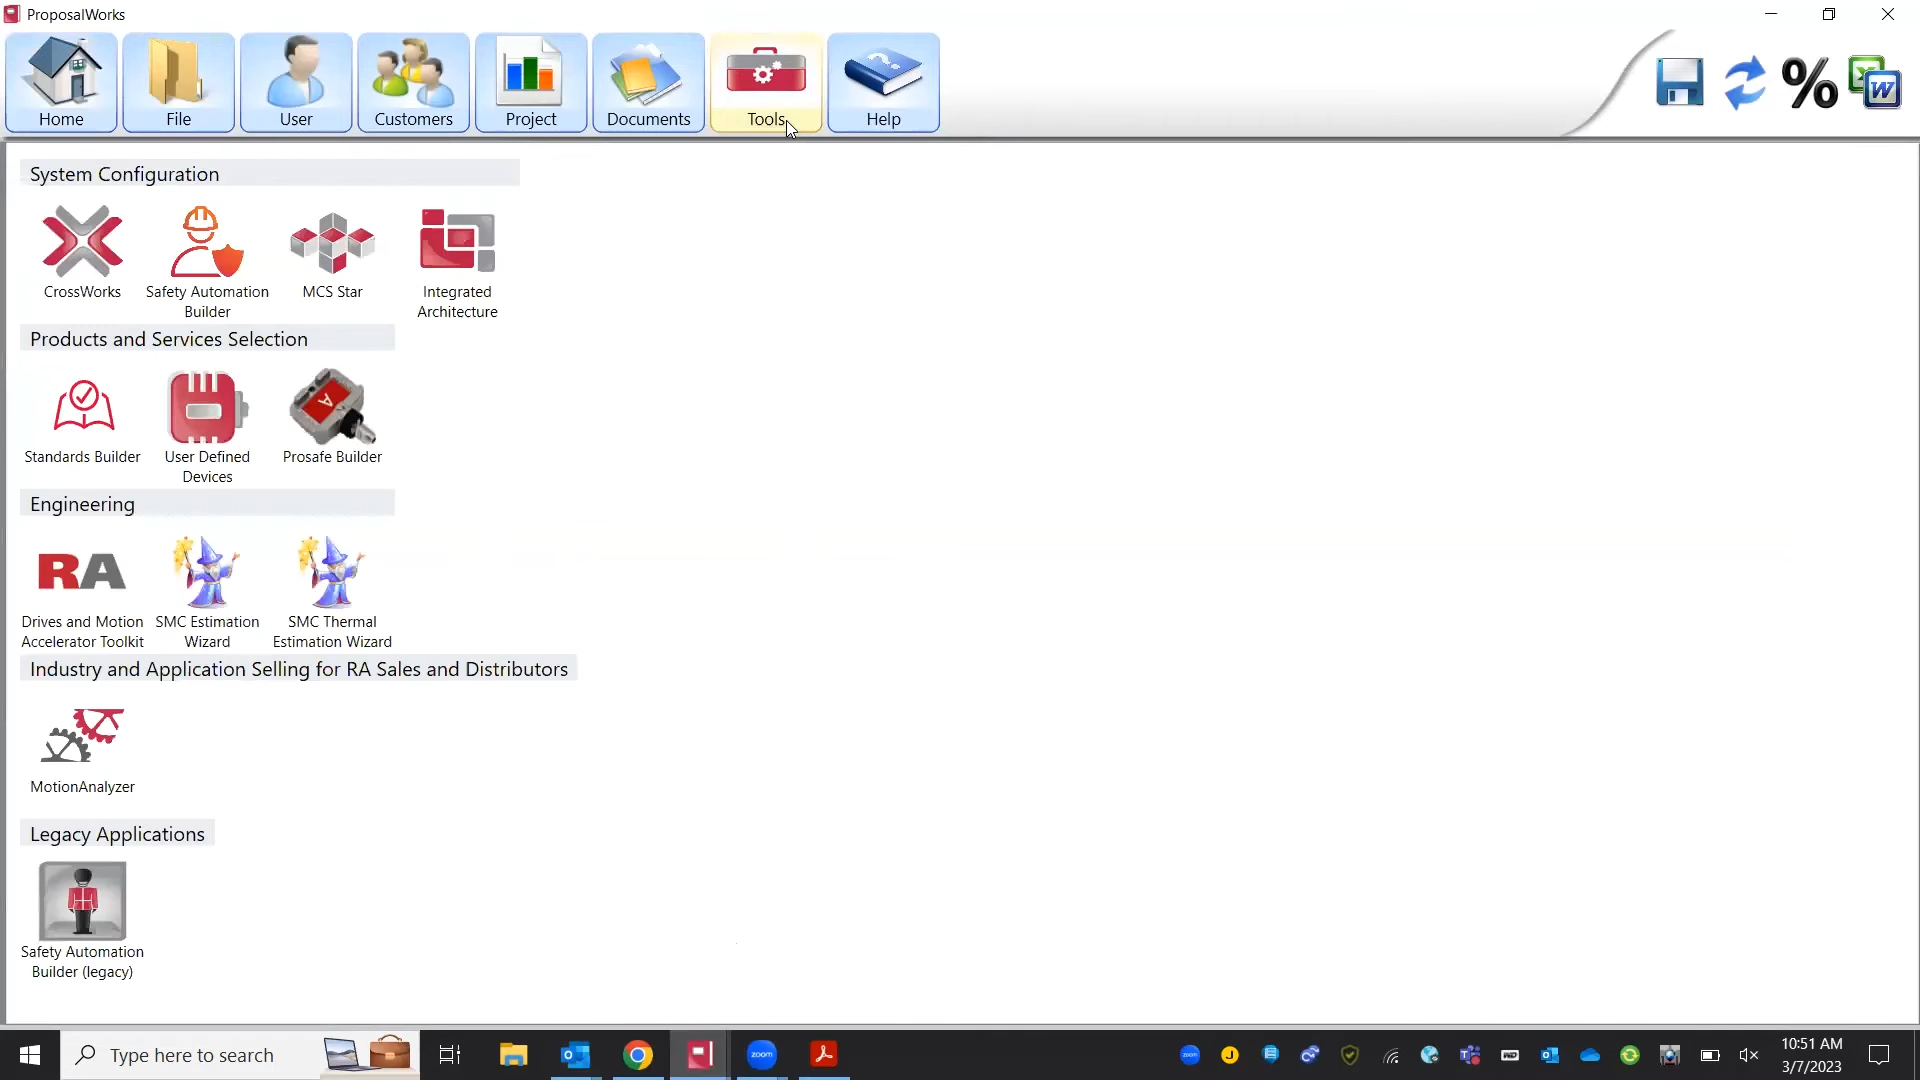 ProposalWorks
Home File User Customers Project Documents Tools Help
%
X W
System Configuration
CrossWorks
Safety Automation
Builder
MCS Star
Integrated
Architecture
Products and Services Selection
Standards Builder
User Defined
Devices
Prosafe Builder
Engineering
RA
Drives and Motion
Accelerator Toolkit
SMC Estimation
Wizard
SMC Thermal
Estimation Wizard
Industry and Application Selling for RA Sales and Distributors
MotionAnalyzer
Legacy Applications
Safety Automation
Builder (legacy)
Type here to search
zoom
10:51 AM
3/7/2023